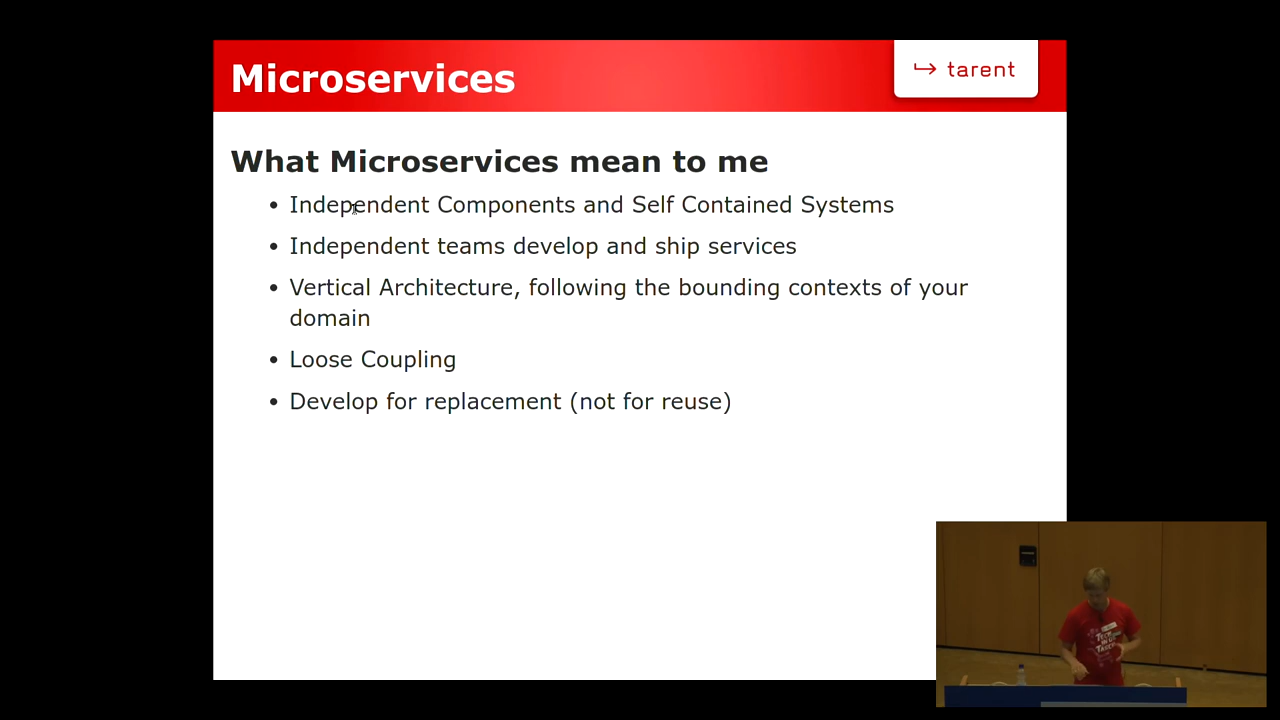 Microservices
↪ tarent
What Microservices mean to me
• Independent Components and Self Contained Systems
• Independent teams develop and ship services
• Vertical Architecture, following the bounding contexts of your
domain
• Loose Coupling
• Develop for replacement (not for reuse)